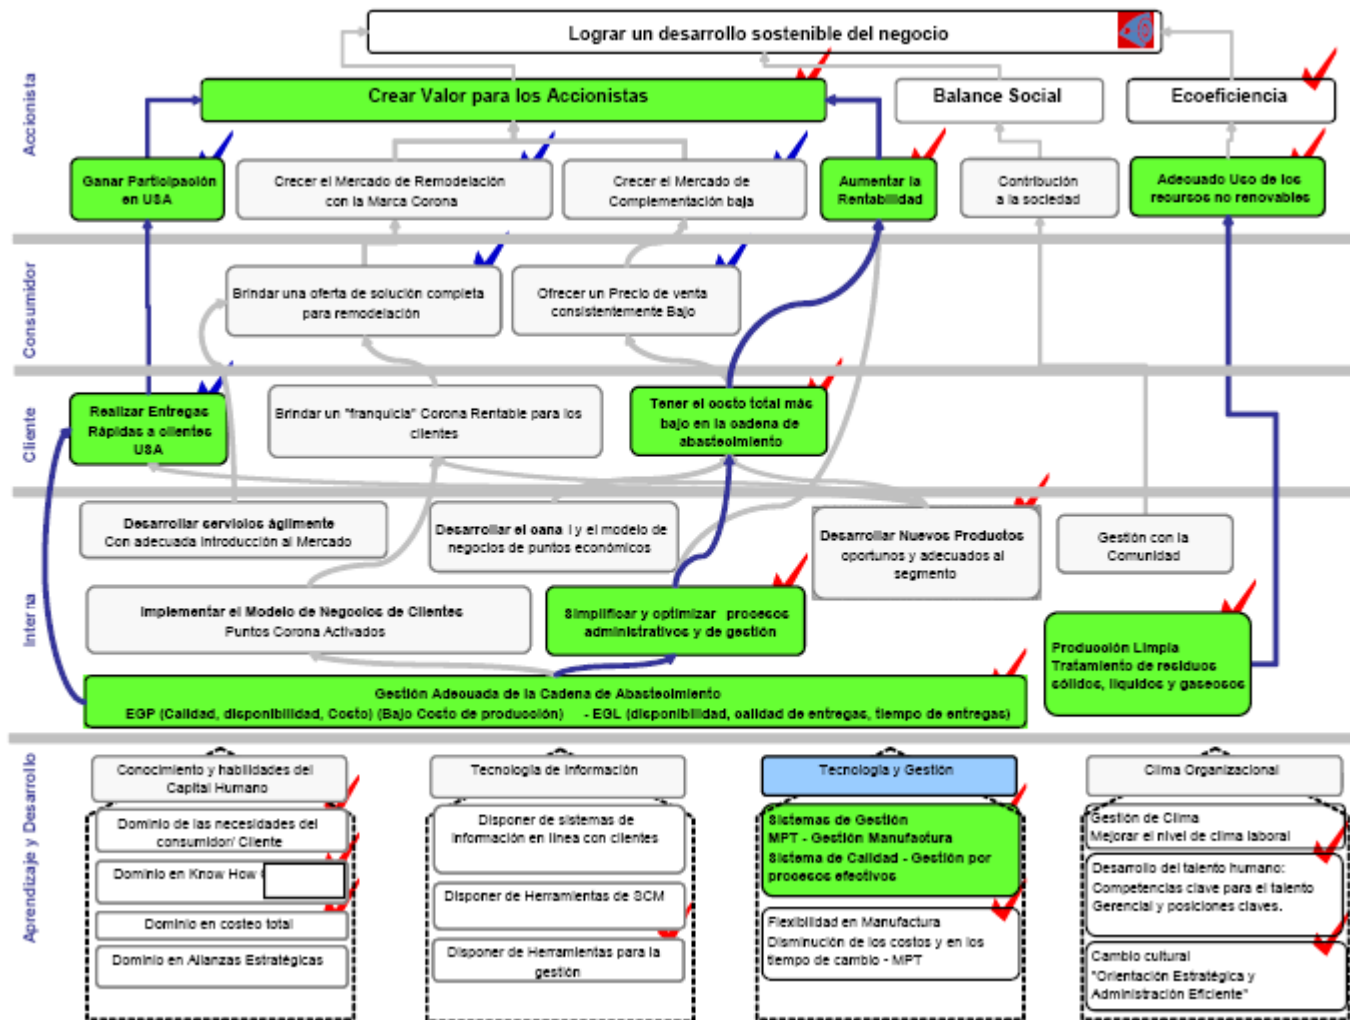 Lograr un desarrollo sostenible del negocio
Accionista
Crear Valor para los Accionistas
Balance Social
Ecoeficiencia
Ganar Participación
en USA
Crecer el Mercado de Remodelación
con la Marca Corona
Crecer el Mercado de
Complementación baja
Aumentar la
Rentabilidad
Contribución
a la sociedad
Adecuado Uso de los
recursos no renovables
Consumidor
Brindar una oferta de solución completa
para remodelación
Ofrecer un Precio de venta
consistentemente Bajo
Cliente
Realizar Entregas
Rápidas a clientes
USA
Brindar un "franquicia" Corona Rentable para los
clientes
Tener el costo total más
bajo en la cadena de
abastecimiento
Interna
Desarrollar servicios ágilmente
Con adecuada Introducción al Mercado
Desarrollar el cana l y el modelo de
negocios de puntos económicos
Desarrollar Nuevos Productos
oportunos y adecuados al
segmento
Gestión con la
Comunidad
Implementar el Modelo de Negocios de Clientes
Puntos Corona Activados
Simplificar y optimizar procesos
administrativos y de gestión
Producción Limpia
Tratamiento de residuos
sólidos, líquidos y gaseosos
Gestión Adecuada de la Cadena de Abastecimiento
EGP (Calidad, disponibilidad, Costo) (Bajo Costo de producción) - EGL (disponibilidad, calidad de entregas, tiempo de entregas)
Aprendizaje y Desarrollo
Conocimiento y habilidades del
Capital Humano
Dominio de las necesidades del
consumidor/ Cliente
Dominio en Know How
Dominio en costeo total
Dominio en Alianzas Estratégicas
Tecnología de Información
Disponer de sistemas de
Información en línea con clientes
Disponer de Herramientas de SCM
Disponer de Herramientas para la
gestión
Tecnología y Gestión
Sistemas de Gestión
MPT - Gestión Manufactura
Sistema de Calidad - Gestión por
procesos efectivos
Flexibilidad en Manufactura
Disminución de los costos y en los
tiempo de cambio - MPT
Clima Organizacional
Gestión de Clima
Mejorar el nivel de clima laboral
Desarrollo del talento humano:
Competencias clave para el talento
Gerencial y posiciones claves.
Cambio cultural
"Orientación Estratégica y
Administración Eficiente"